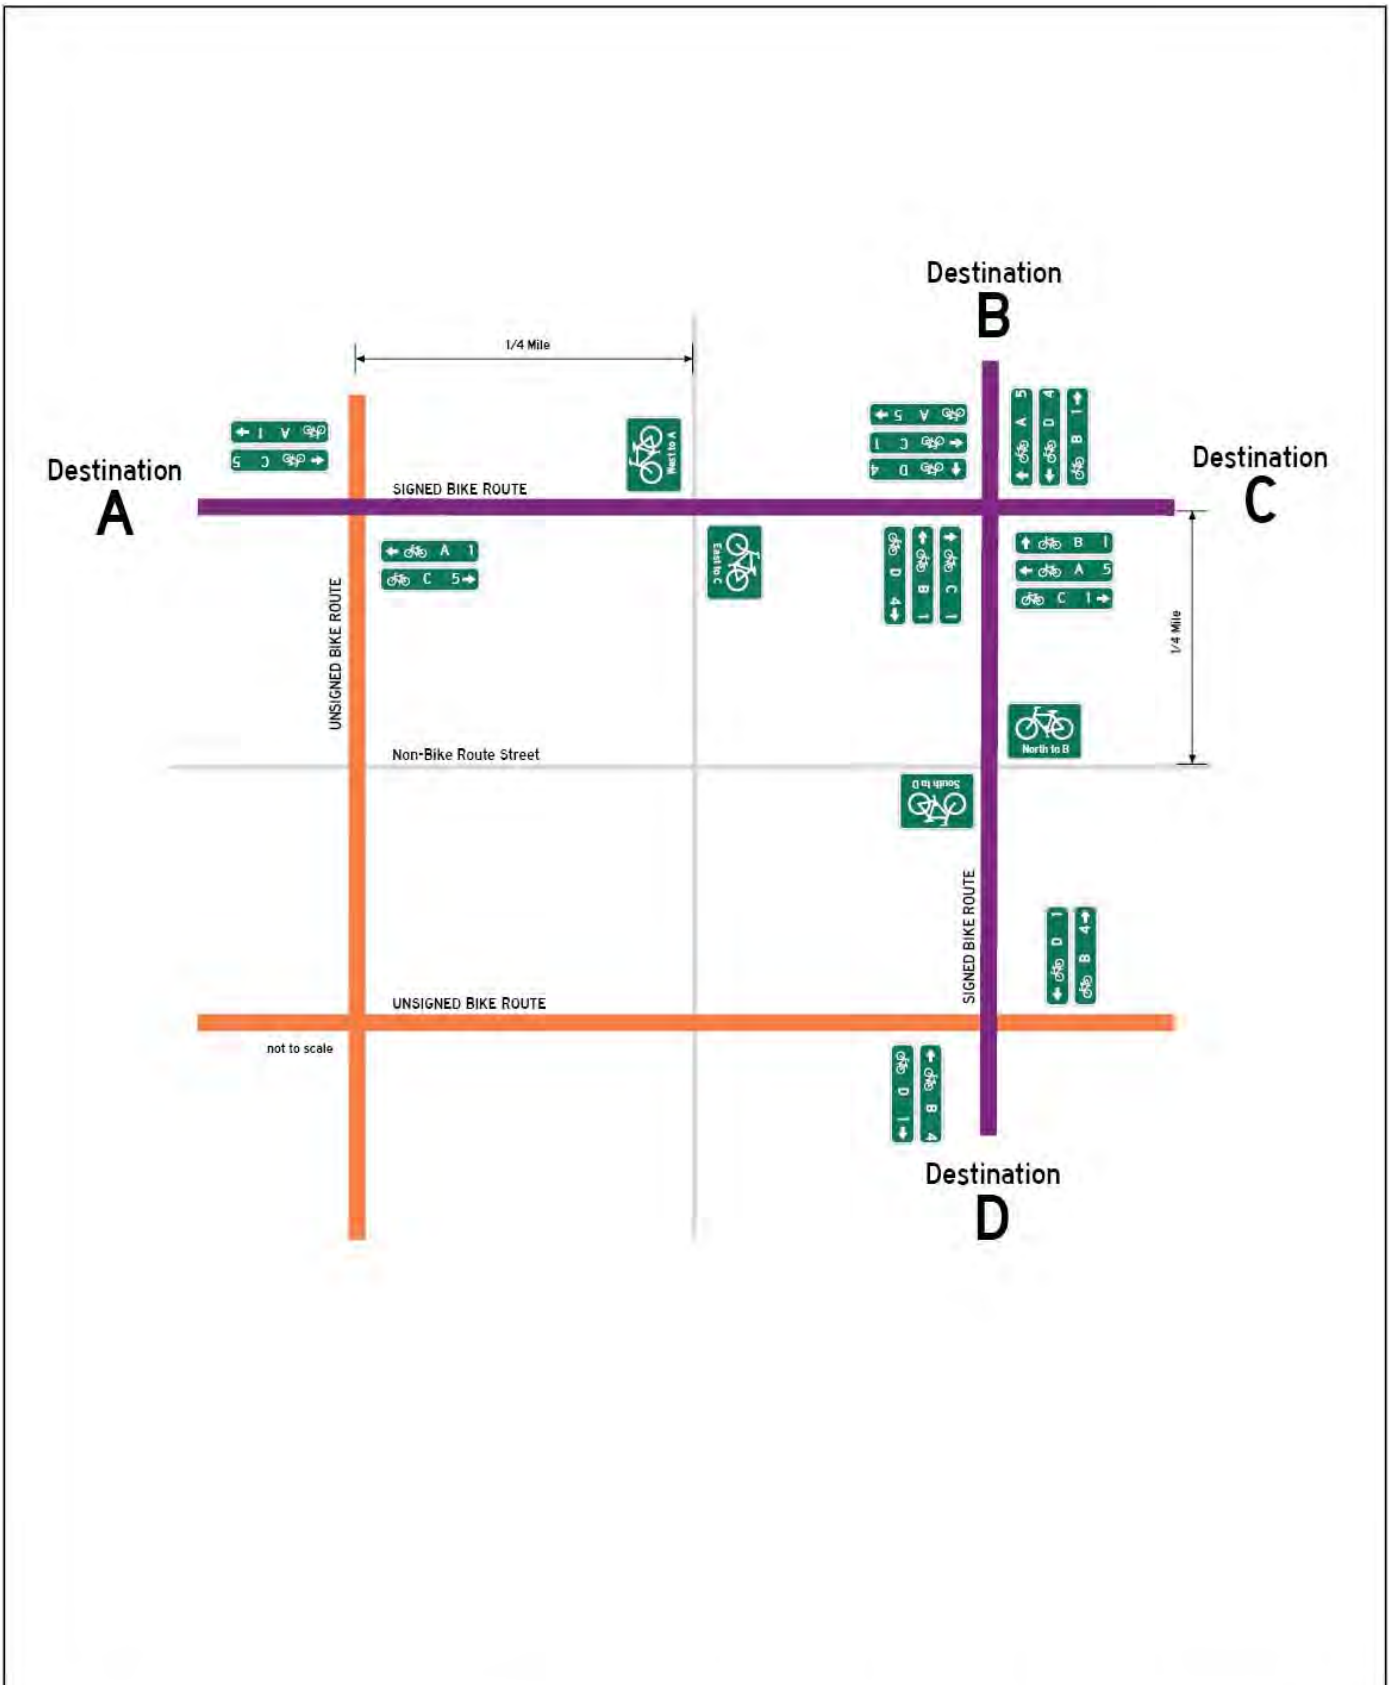 Destination
B
1/4 Mile
A 1
C 5
West to A
A 5
C 1
D 4
A 5
D 4
B 1
Destination
A
SIGNED BIKE ROUTE
Destination
C
A 1
C 5
East to C
D 4
B 1
C 1
B 1
A 5
C 1
1/4 Mile
UNSIGNED BIKE ROUTE
North to B
Non-Bike Route Street
South to D
SIGNED BIKE ROUTE
D 1
B 4
UNSIGNED BIKE ROUTE
not to scale
D 1
B 4
Destination
D